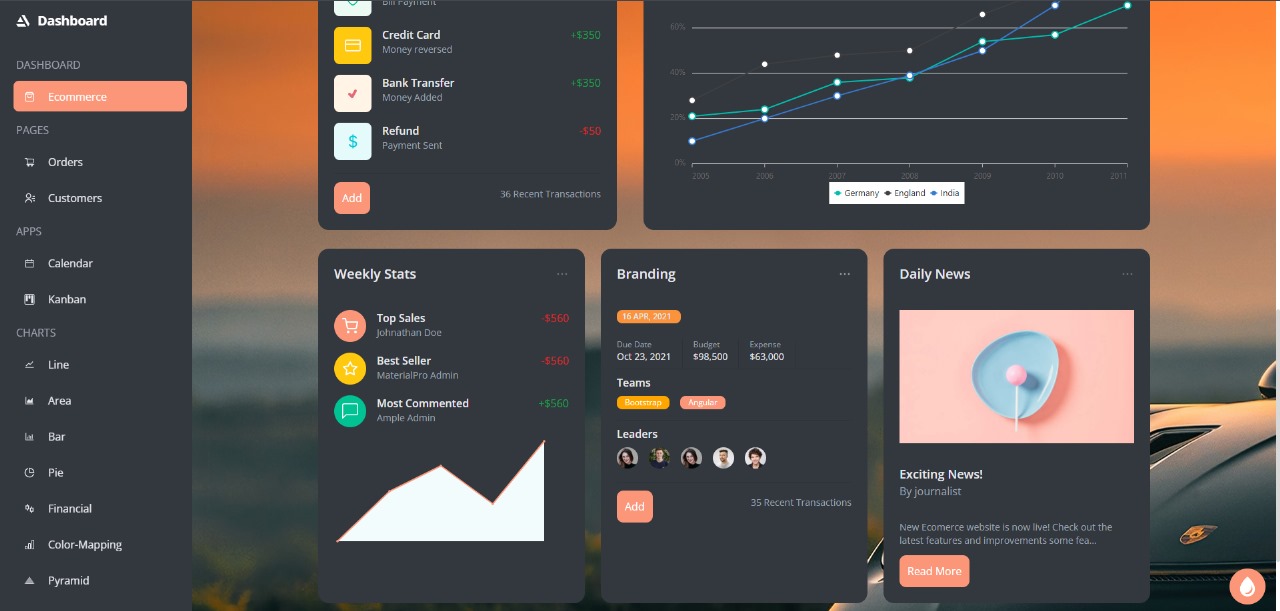 Dashboard
DASHBOARD
Ecommerce
PAGES
Orders
Customers
APPS
Calendar
Kanban
CHARTS
Line
Area
Bar
Pie
Financial
Color-Mapping
Pyramid
Bill Payment
Credit Card
+$350
Money reversed
Bank Transfer
+$350
Money Added
Refund
-$50
Payment Sent
Add
36 Recent Transactions
60%
40%
20%
0%
2005 2006 2007 2008 2009 2010 2011
Germany England India
Weekly Stats
Top Sales
-$560
Johnathan Doe
Best Seller
-$560
MaterialPro Admin
Most Commented
+$560
Ample Admin
Branding
16 APR, 2021
Due Date Budget Expense
Oct 23, 2021 $98,500 $63,000
Teams
Bootstrap Angular
Leaders
Add
35 Recent Transactions
Daily News
Exciting News!
By journalist
New Ecomerce website is now live! Check out the
latest features and improvements some fea...
Read More